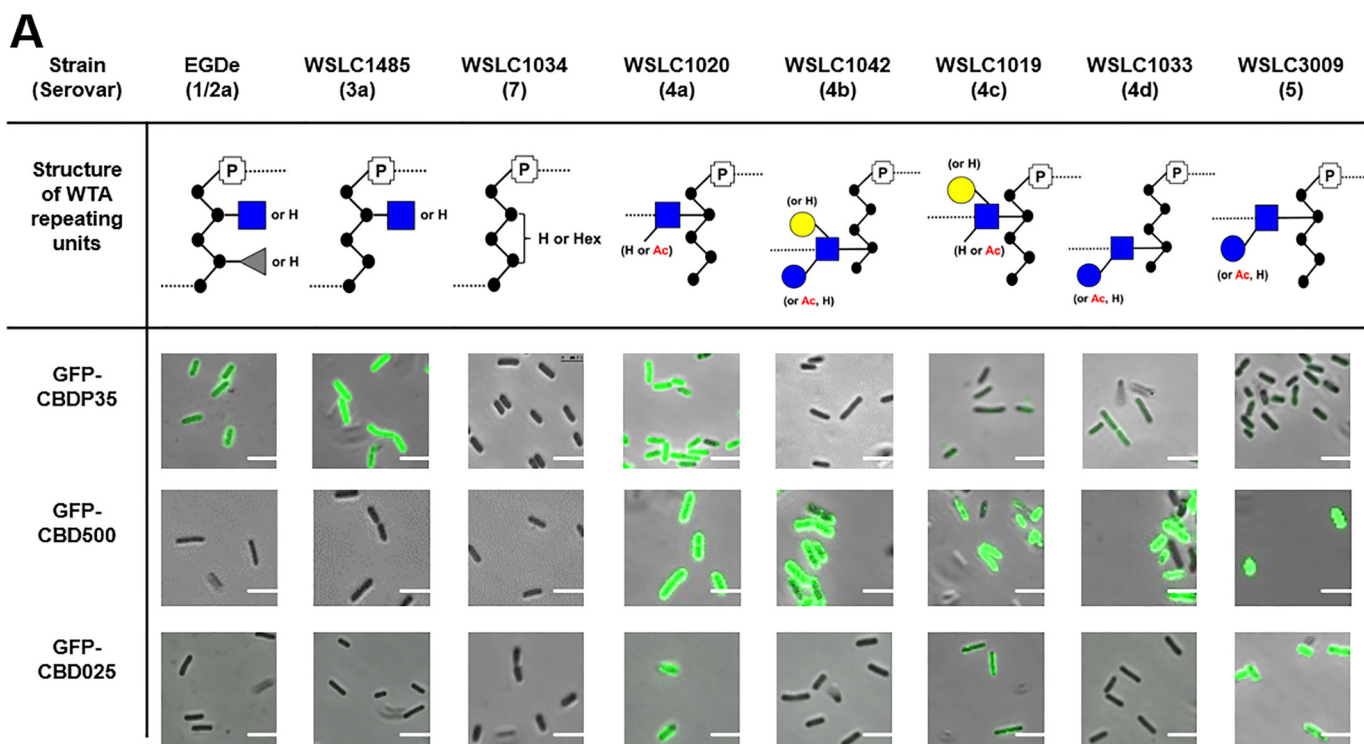 A
Strain
(Serovar)
EGDe
(1/2a)
WSLC1485
(3a)
WSLC1034
(7)
WSLC1020
(4a)
WSLC1042
(4b)
WSLC1019
(4c)
WSLC1033
(4d)
WSLC3009
(5)
Structure
of WTA
repeating
units
P
or H
or H
P
or H
P
H or Hex
P
(H or Ac)
P
(or H)
(or Ac, H)
P
(or H)
(H or Ac)
P
(or Ac, H)
P
(or Ac, H)
GFP-
CBDP35
GFP-
CBD500
GFP-
CBD025